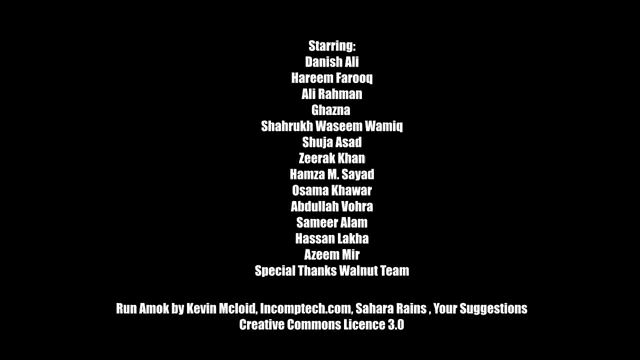 Starring:
Danish Ali
Hareem Farooq
Ali Rahman
Ghazna
Shahrukh Waseem Wamiq
Shuja Asad
Zeerak Khan
Hamza M. Sayad
Osama Khawar
Abdullah Vohra
Sameer Alam
Hassan Lakha
Azeem Mir
Special Thanks Walnut Team
Run Amok by Kevin Mcloid, Incomptech.com, Sahara Rains , Your Suggestions
Creative Commons Licence 3.0